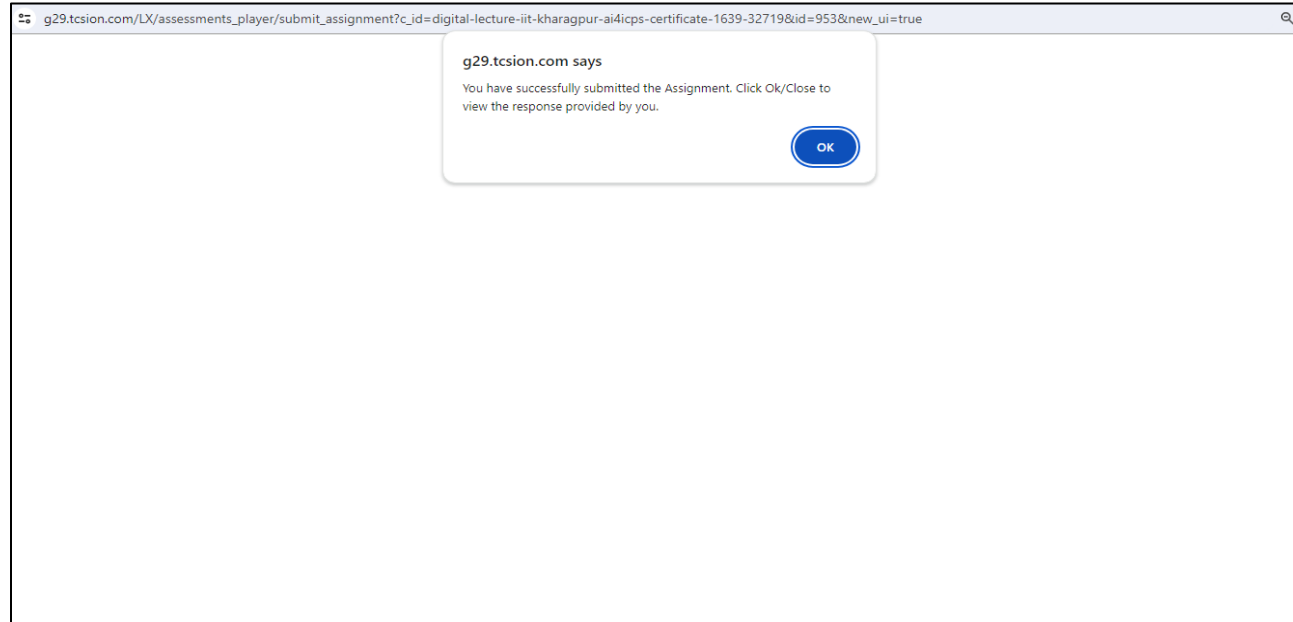 g29.tcsion.com/LX/assessments_player/submit_assignment?c_id=digital-lecture-iit-kharagpur-ai4icps-certificate-1639-32719&id=953&new_ui=true
g29.tcsion.com says
You have successfully submitted the Assignment. Click Ok/Close to
view the response provided by you.
OK